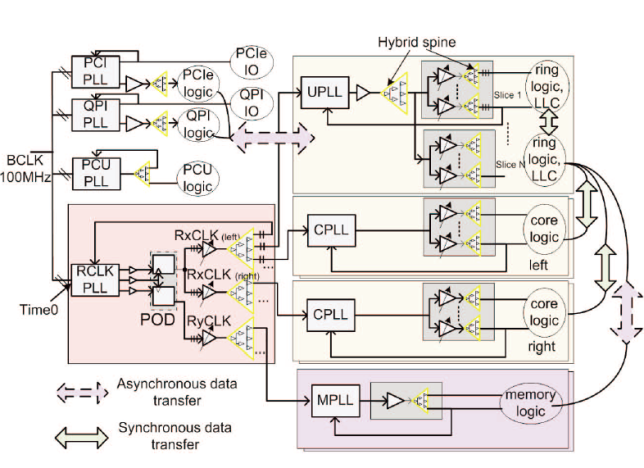 Hybrid spine
PCI
PLL
PCIe
IO
PCIe
logic
QPI
PLL
QPI
IO
QPI
logic
BCLK
100MHz
PCU
PLL
PCU
logic
UPLL
Slice 1
ring
logic,
LLC
Slice N
ring
logic,
LLC
RxCLK (left)
RCLK
PLL
RxCLK (right)
Time0
POD
RyCLK
CPLL
core
logic
left
CPLL
core
logic
right
MPLL
memory
logic
Asynchronous data
transfer
Synchronous data
transfer